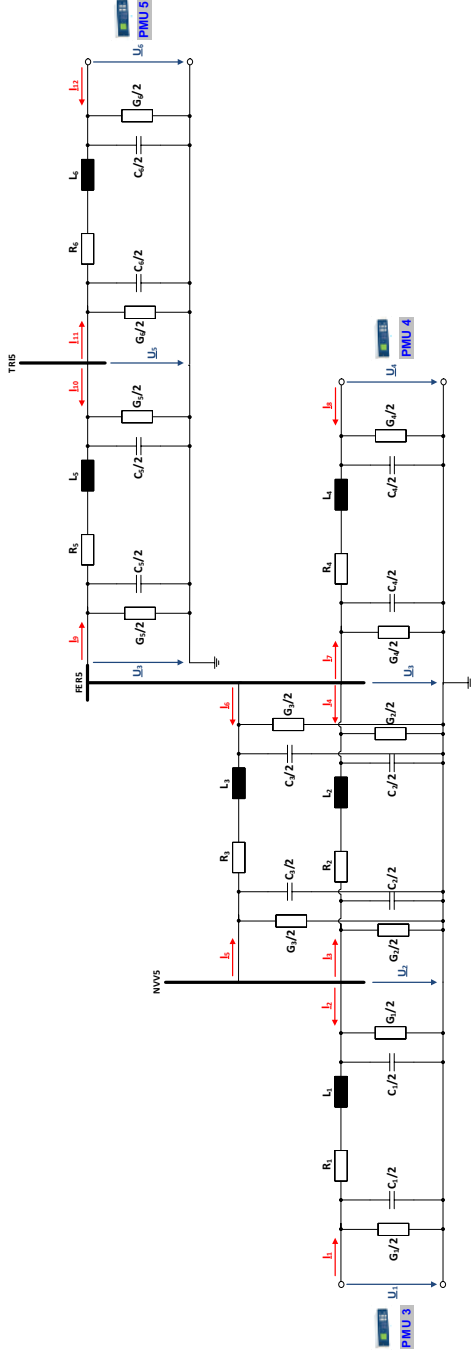 TRI5
FER5
I9
R5
L5
I10
I11
R6
L6
I12
U3
G5/2
C5/2
C5/2
G5/2
U5
G6/2
C6/2
C6/2
G6/2
U6
PMU 5
NVV5
I5
R3
L3
I6
G3/2
C3/2
C3/2
G3/2
I1
R1
L1
I2
I3
R2
L2
I4
I7
R4
L4
I8
PMU 3
U1
G1/2
C1/2
C1/2
G1/2
U2
G2/2
C2/2
C2/2
G2/2
U3
G4/2
C4/2
C4/2
G4/2
U4
PMU 4